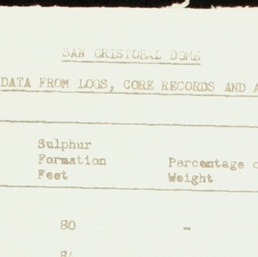 SAN CRISTOBAL DOME
DATA FROM LOGS, CORE RECORDS AND
Sulphur
Formation Percentage
Feet Weight
80 -